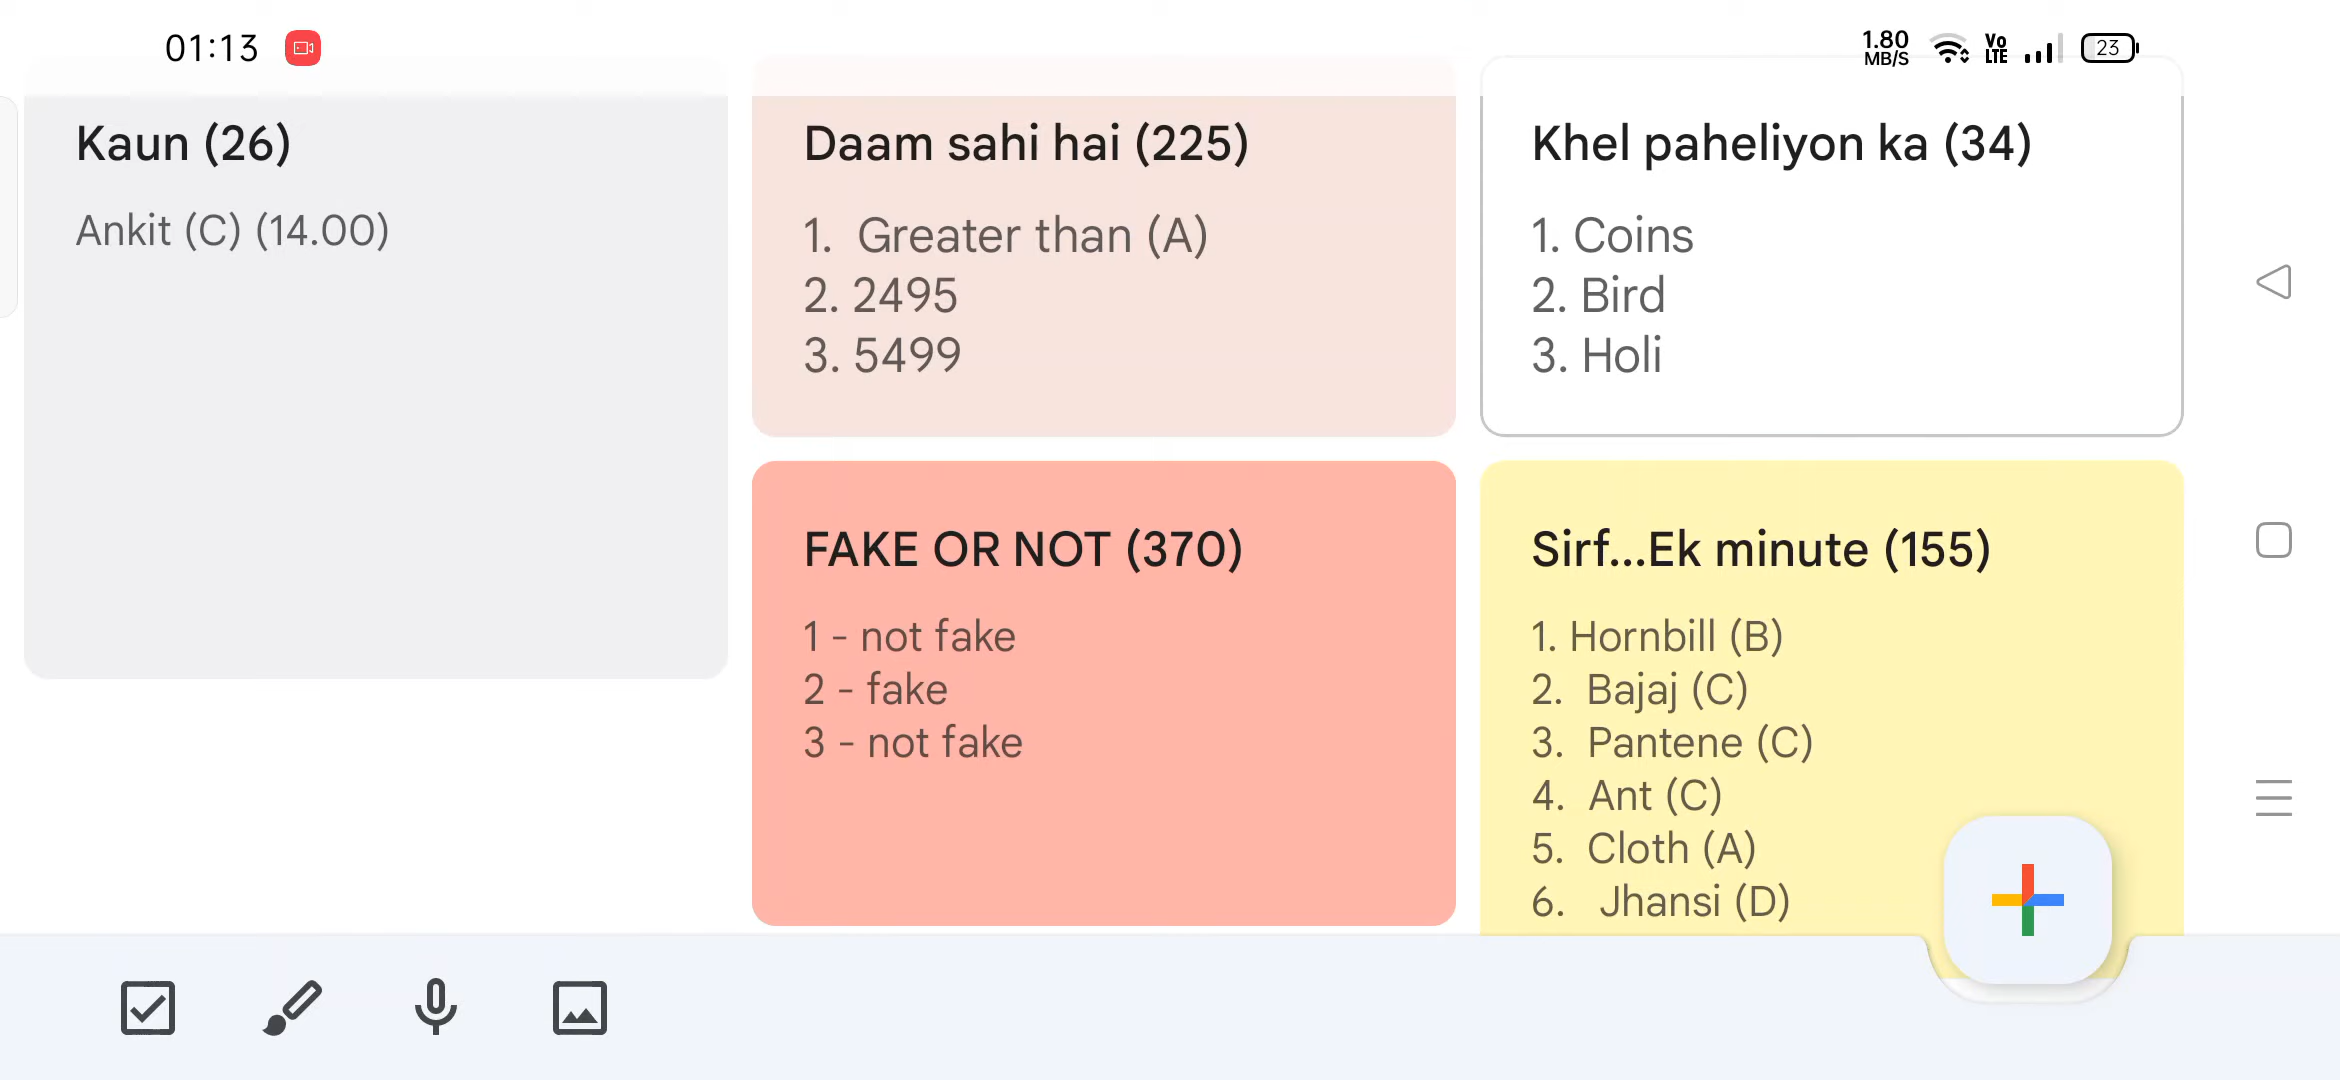 01:13
1.80
MB/S
Vo
LTE
23
Kaun (26)
Ankit (C) (14.00)
Daam sahi hai (225)
1. Greater than (A)
2. 2495
3. 5499
Khel paheliyon ka (34)
1. Coins
2. Bird
3. Holi
FAKE OR NOT (370)
1 - not fake
2 - fake
3 - not fake
Sirf...Ek minute (155)
1. Hornbill (B)
2. Bajaj (C)
3. Pantene (C)
4. Ant (C)
5. Cloth (A)
6. Jhansi (D)